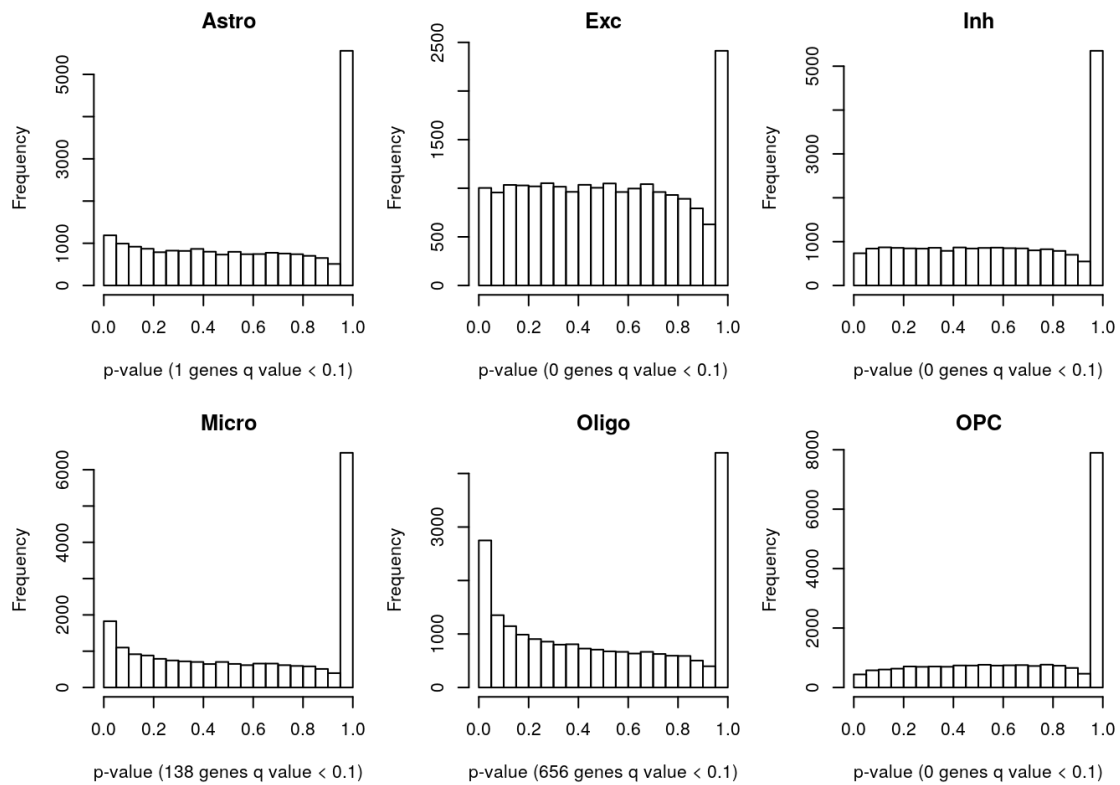 Astro
Frequency
5000
3000
1000
0
0.0 0.2 0.4 0.6 0.8 1.0
p-value (1 genes q value < 0.1)
Exc
Frequency
2500
1500
500
0
0.0 0.2 0.4 0.6 0.8 1.0
p-value (0 genes q value < 0.1)
Inh
Frequency
5000
3000
1000
0
0.0 0.2 0.4 0.6 0.8 1.0
p-value (0 genes q value < 0.1)
Micro
Frequency
6000
4000
2000
0
0.0 0.2 0.4 0.6 0.8 1.0
p-value (138 genes q value < 0.1)
Oligo
Frequency
3000
1000
0
0.0 0.2 0.4 0.6 0.8 1.0
p-value (656 genes q value < 0.1)
OPC
Frequency
8000
6000
4000
2000
0
0.0 0.2 0.4 0.6 0.8 1.0
p-value (0 genes q value < 0.1)